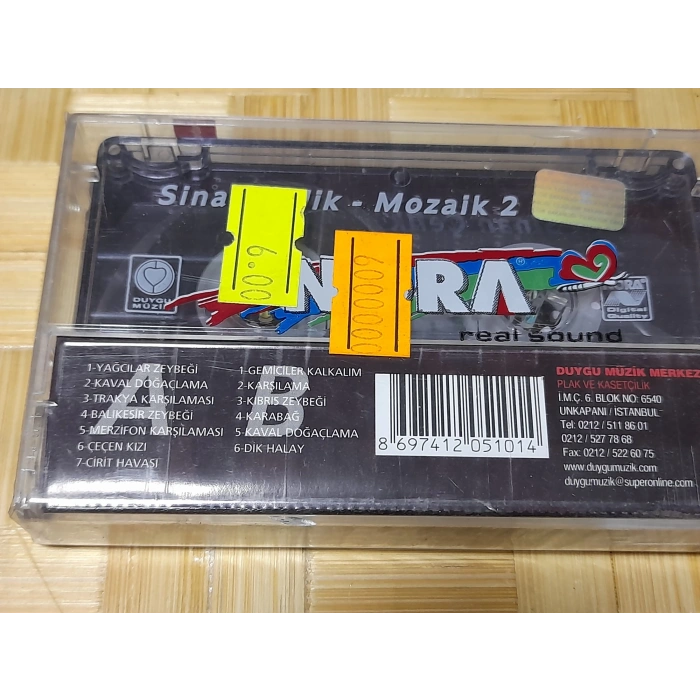 Sina lik - Mozaik 2
6.00
6000000
N RA
®
real sound
DUYGU
MÜZİK
Digital
Quality
1-YAĞCILAR ZEYBEĞİ
2-KAVAL DOĞAÇLAMA
3-TRAKYA KARŞILAMASI
4-BALIKESİR ZEYBEĞİ
5-MERZİFON KARŞILAMASI
6-ÇEÇEN KIZI
7-CİRİT HAVASI
A
1-GEMİCİLER KALKALIM
2-KARŞILAMA
3-KIBRIS ZEYBEĞİ
4-KARABAĞ
5-KAVAL DOĞAÇLAMA
6-DİK HALAY
B
8 697412 051014
DUYGU MÜZİK MERKEZ
PLAK VE KASETÇİLİK
İ.M.Ç. 6. BLOK NO: 6540
UNKAPANI / İSTANBUL
Tel: 0212 / 511 86 01
0212 / 527 78 68
Fax: 0212 / 522 60 75
www.duygumuzik.com
duygumuzik@superonline.com